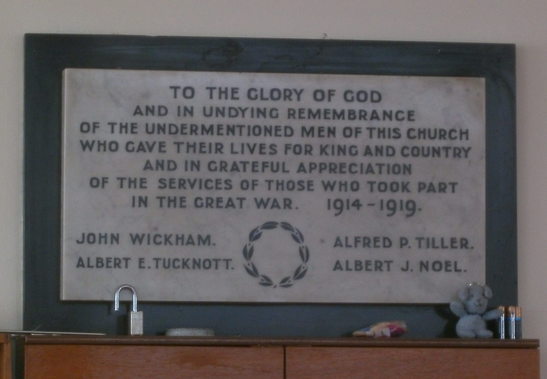 TO THE GLORY OF GOD
AND IN UNDYING REMEMBRANCE
OF THE UNDERMENTIONED MEN OF THIS CHURCH
WHO GAVE THEIR LIVES FOR KING AND COUNTRY
AND IN GRATEFUL APPRECIATION
OF THE SERVICES OF THOSE WHO TOOK PART
IN THE GREAT WAR. 1914-1919.
JOHN WICKHAM. ALFRED P. TILLER.
ALBERT E. TUCKNOTT. ALBERT J. NOEL.